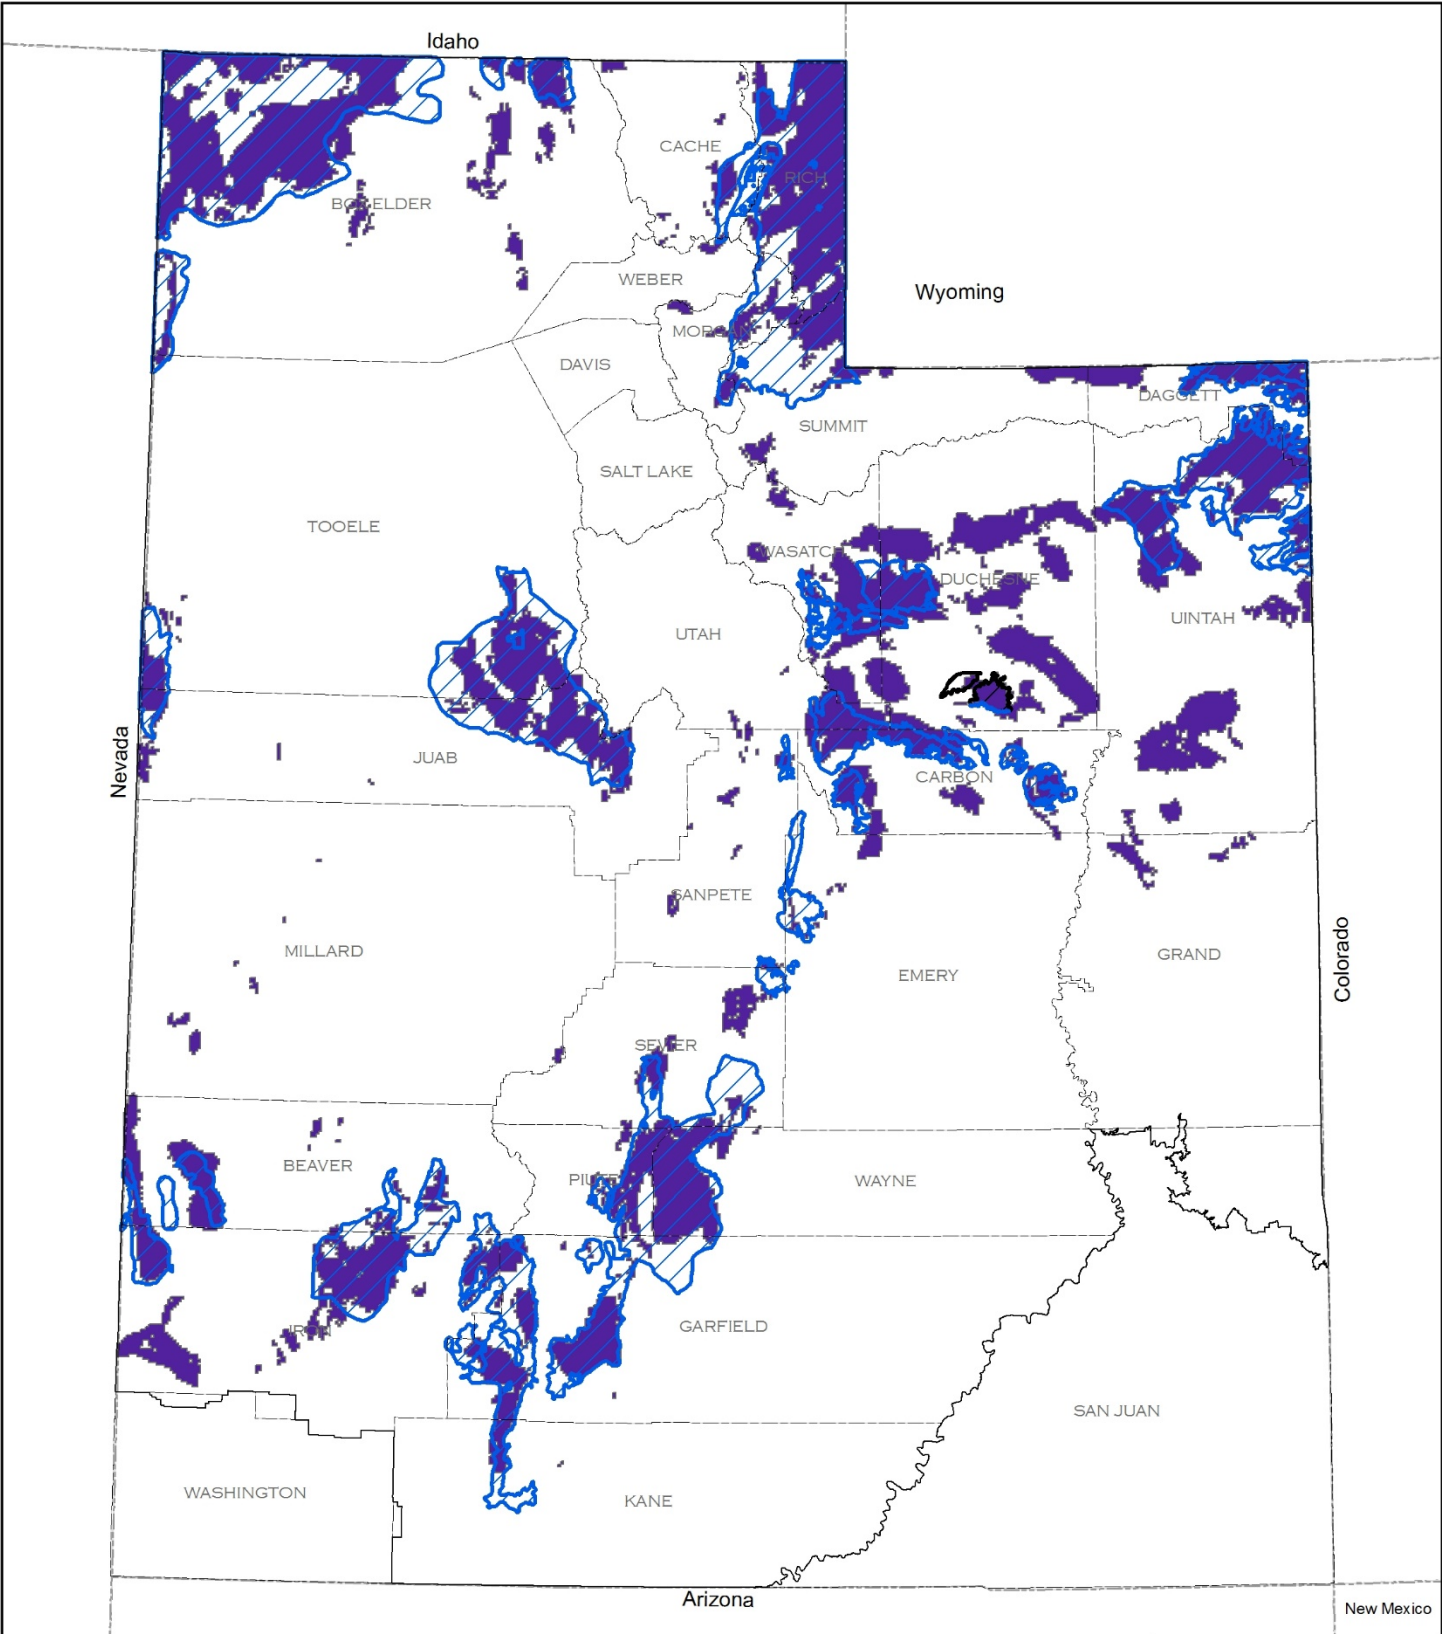 Idaho
CACHE
RICH
BOX ELDER
WEBER
Wyoming
MORGAN
DAVIS
DAGGETT
SUMMIT
SALT LAKE
TOOELE
WASATCH
DUCHESNE
UINTAH
UTAH
Nevada
JUAB
CARBON
SANPETE
MILLARD
GRAND
Colorado
EMERY
SEVIER
BEAVER
PIUTE
WAYNE
IRON
GARFIELD
SAN JUAN
WASHINGTON
KANE
Arizona
New Mexico